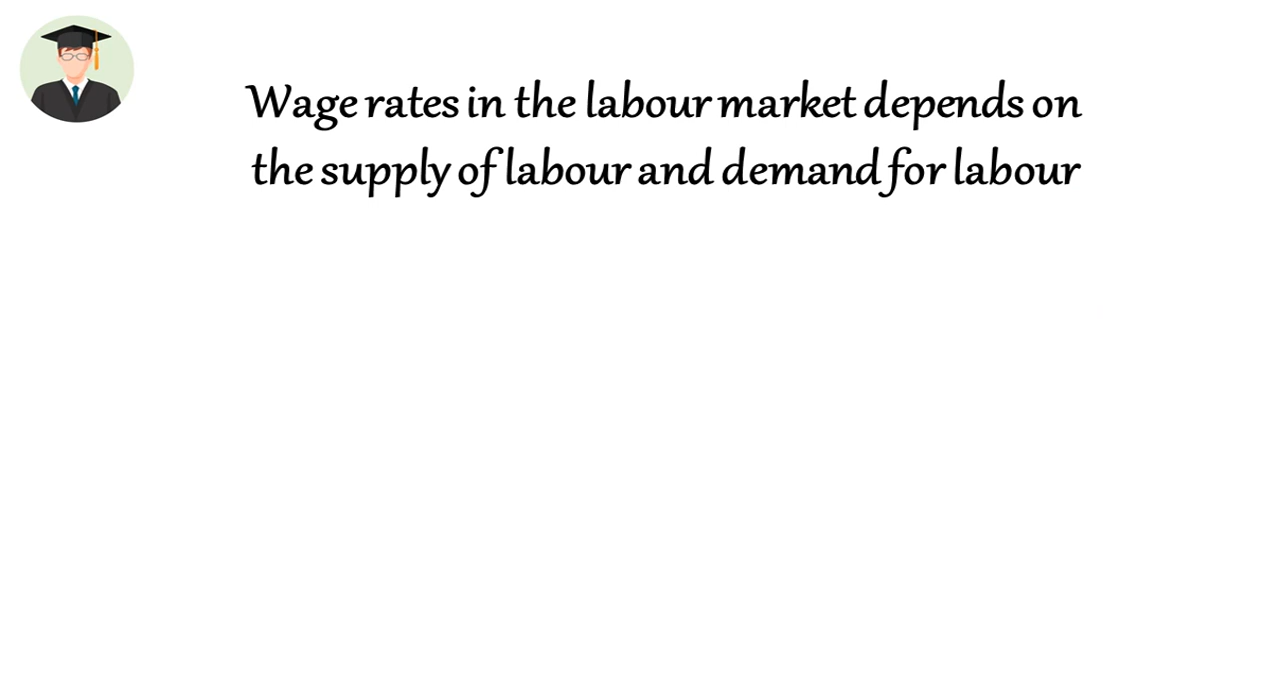 Wage rates in the labour market depends on
the supply of labour and demand for labour